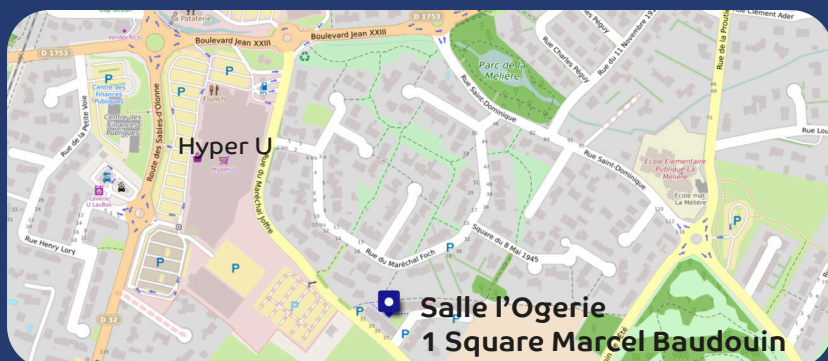 la Pataterie
D 1753
Boulevard Jean XXIII
Boulevard Jean XXIII
D 1753
Rue Clément Ader
Rue Charles Péguy
Rue du 11 Novembre
Parc de la
Mélière
Rue Saint-Dominique
Centre des
Finances
Publiques
Centre des
Finances
Publiques
Flunch
Rue de la Petite Voie
Route des Sables-d'Olonne
Hyper U
Hyper U
Rue du Maréchal Joffre
Laverie
U LavBox
Rue Henry Lory
D 32
Rue du Maréchal Foch
Square du 8 Mai 1945
Rue Saint-Dominique
École Élémentaire
Publique La
Mélière
École mat
La Mélière
Salle l'Ogerie
1 Square Marcel Baudouin